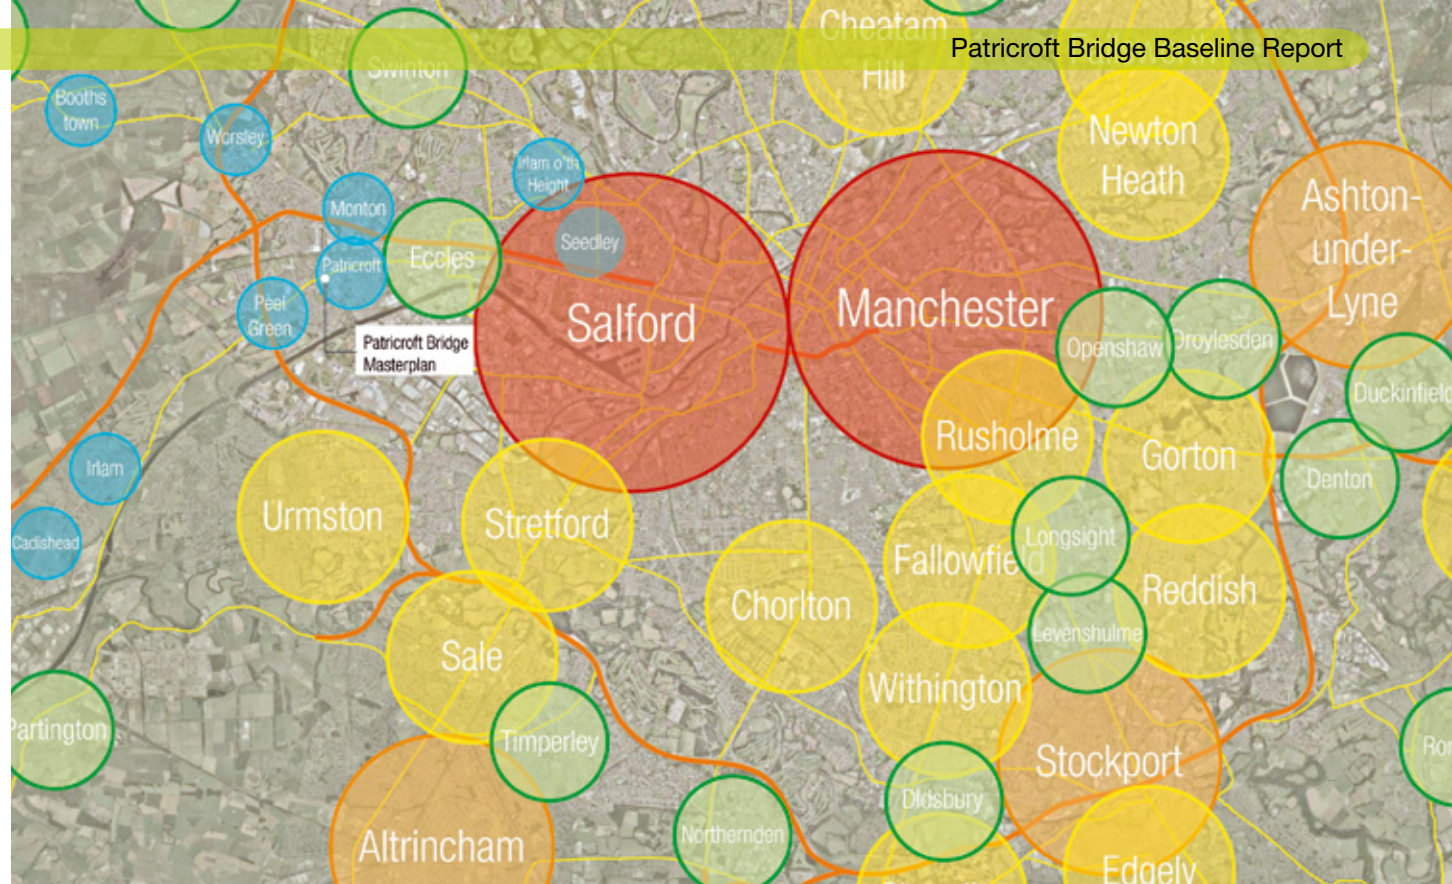 Patricroft Bridge Baseline Report
Cheatam
Hill
Swinton
Booths
town
Worsley
Newton
Heath
Irlam o'th
Height
Ashton-
under-
Lyne
Monton
Seedley
Eccles
Patricroft
Peel
Green
Salford
Manchester
Openshaw
Droylesden
Patricroft Bridge
Masterplan
Duckinfield
Rusholme
Gorton
Irlam
Denton
Urmston
Stretford
Longsight
Cadishead
Fallowfield
Reddish
Chorlton
Levenshulme
Sale
Withington
Partington
Timperley
Stockport
Didsbury
Northernden
Altrincham
Edgely